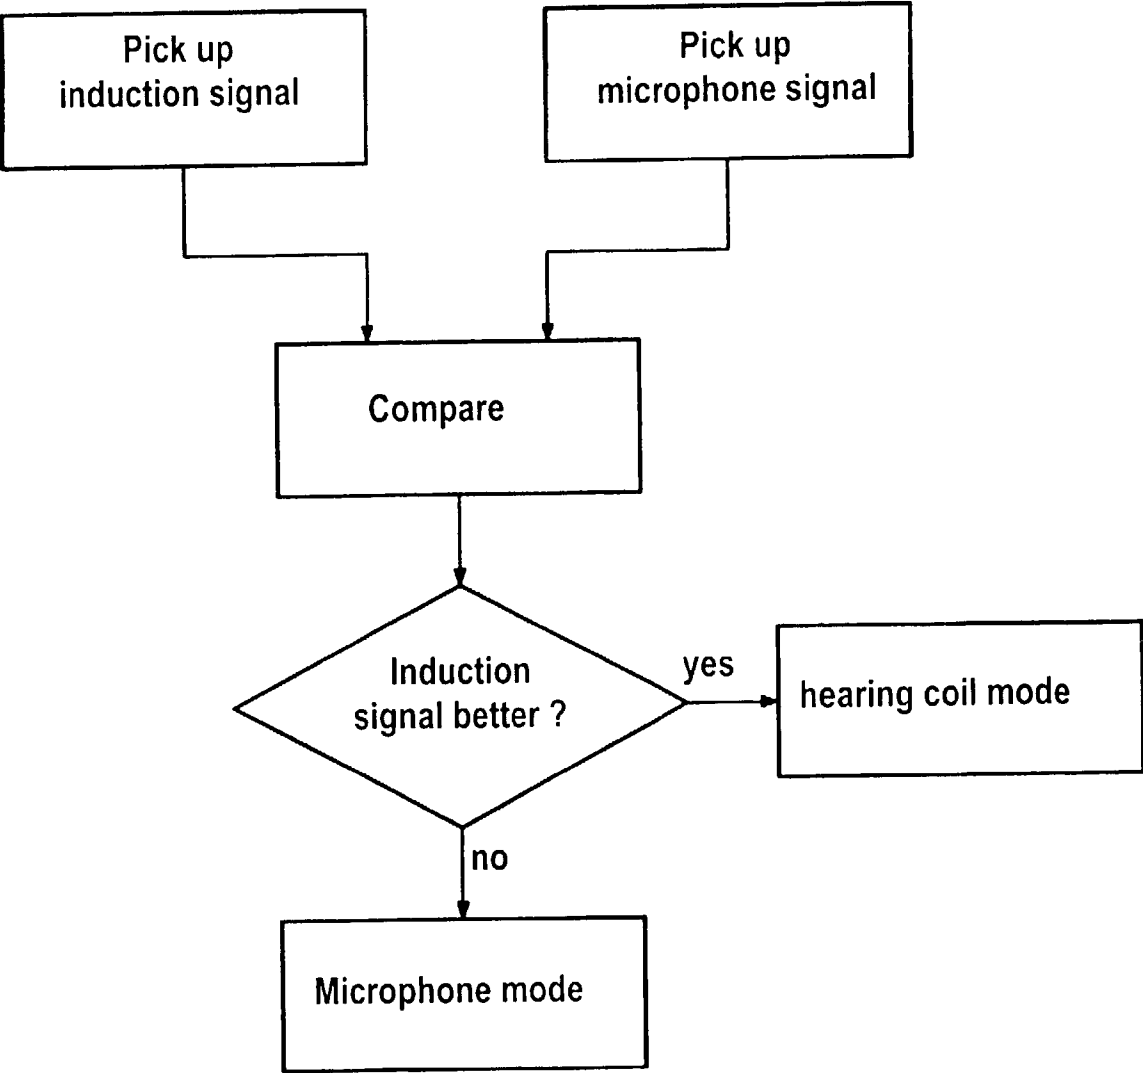 Pick up
induction signal
Pick up
microphone signal
Compare
Induction
signal better ?
yes
hearing coil mode
no
Microphone mode